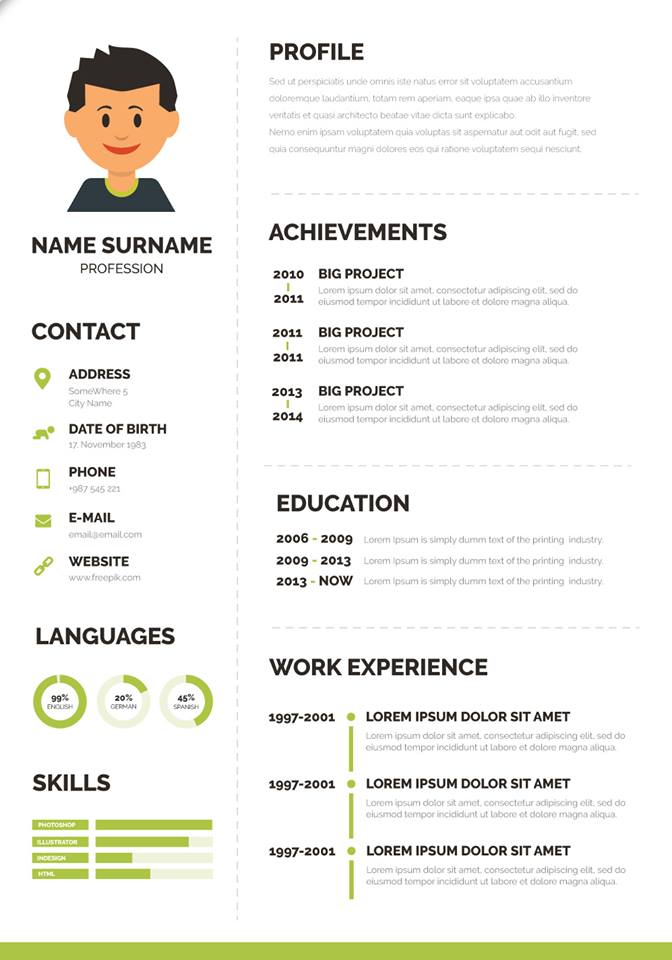 NAME SURNAME
PROFESSION
CONTACT
ADDRESS
SomeWhere 5
City Name
DATE OF BIRTH
17. November 1983
PHONE
+987 545 221
E-MAIL
email@email.com
WEBSITE
www.freepik.com
LANGUAGES
99%
ENGLISH
20%
GERMAN
45%
SPANISH
SKILLS
PHOTOSHOP
ILLUSTRATOR
INDESIGN
HTML
PROFILE
Sed ut perspiciatis unde omnis iste natus error sit voluptatem accusantium
doloremque laudantium, totam rem aperiam, eaque ipsa quae ab illo inventore
veritatis et quasi architecto beatae vitae dicta sunt explicabo.
Nemo enim ipsam voluptatem quia voluptas sit aspernatur aut odit aut fugit, sed
quia consequuntur magni dolores eos qui ratione voluptatem sequi nesciunt.
ACHIEVEMENTS
2010 BIG PROJECT
Lorem ipsum dolor sit amet, consectetur adipiscing elit, sed do
2011 eiusmod tempor incididunt ut labore et dolore magna aliqua.
2011 BIG PROJECT
Lorem ipsum dolor sit amet, consectetur adipiscing elit, sed do
2011 eiusmod tempor incididunt ut labore et dolore magna aliqua.
2013 BIG PROJECT
Lorem ipsum dolor sit amet, consectetur adipiscing elit, sed do
2014 eiusmod tempor incididunt ut labore et dolore magna aliqua.
EDUCATION
2006 - 2009 Lorem Ipsum is simply dumm text of the printing industry.
2009 - 2013 Lorem Ipsum is simply dumm text of the printing industry.
2013 - NOW Lorem Ipsum is simply dumm text of the printing industry.
WORK EXPERIENCE
1997-2001 LOREM IPSUM DOLOR SIT AMET
Lorem ipsum dolor sit amet, consectetur adipiscing elit, sed do
eiusmod tempor incididunt ut labore et dolore magna aliqua.
1997-2001 LOREM IPSUM DOLOR SIT AMET
Lorem ipsum dolor sit amet, consectetur adipiscing elit, sed do
eiusmod tempor incididunt ut labore et dolore magna aliqua.
1997-2001 LOREM IPSUM DOLOR SIT AMET
Lorem ipsum dolor sit amet, consectetur adipiscing elit, sed do
eiusmod tempor incididunt ut labore et dolore magna aliqua.